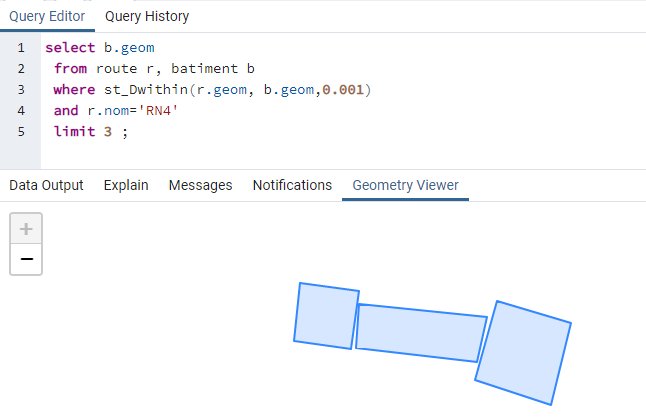 Query Editor Query History
1 select b.geom
2 from route r, batiment b
3 where st_Dwithin(r.geom, b.geom,0.001)
4 and r.nom='RN4'
5 limit 3 ;
Data Output Explain Messages Notifications Geometry Viewer
+
−